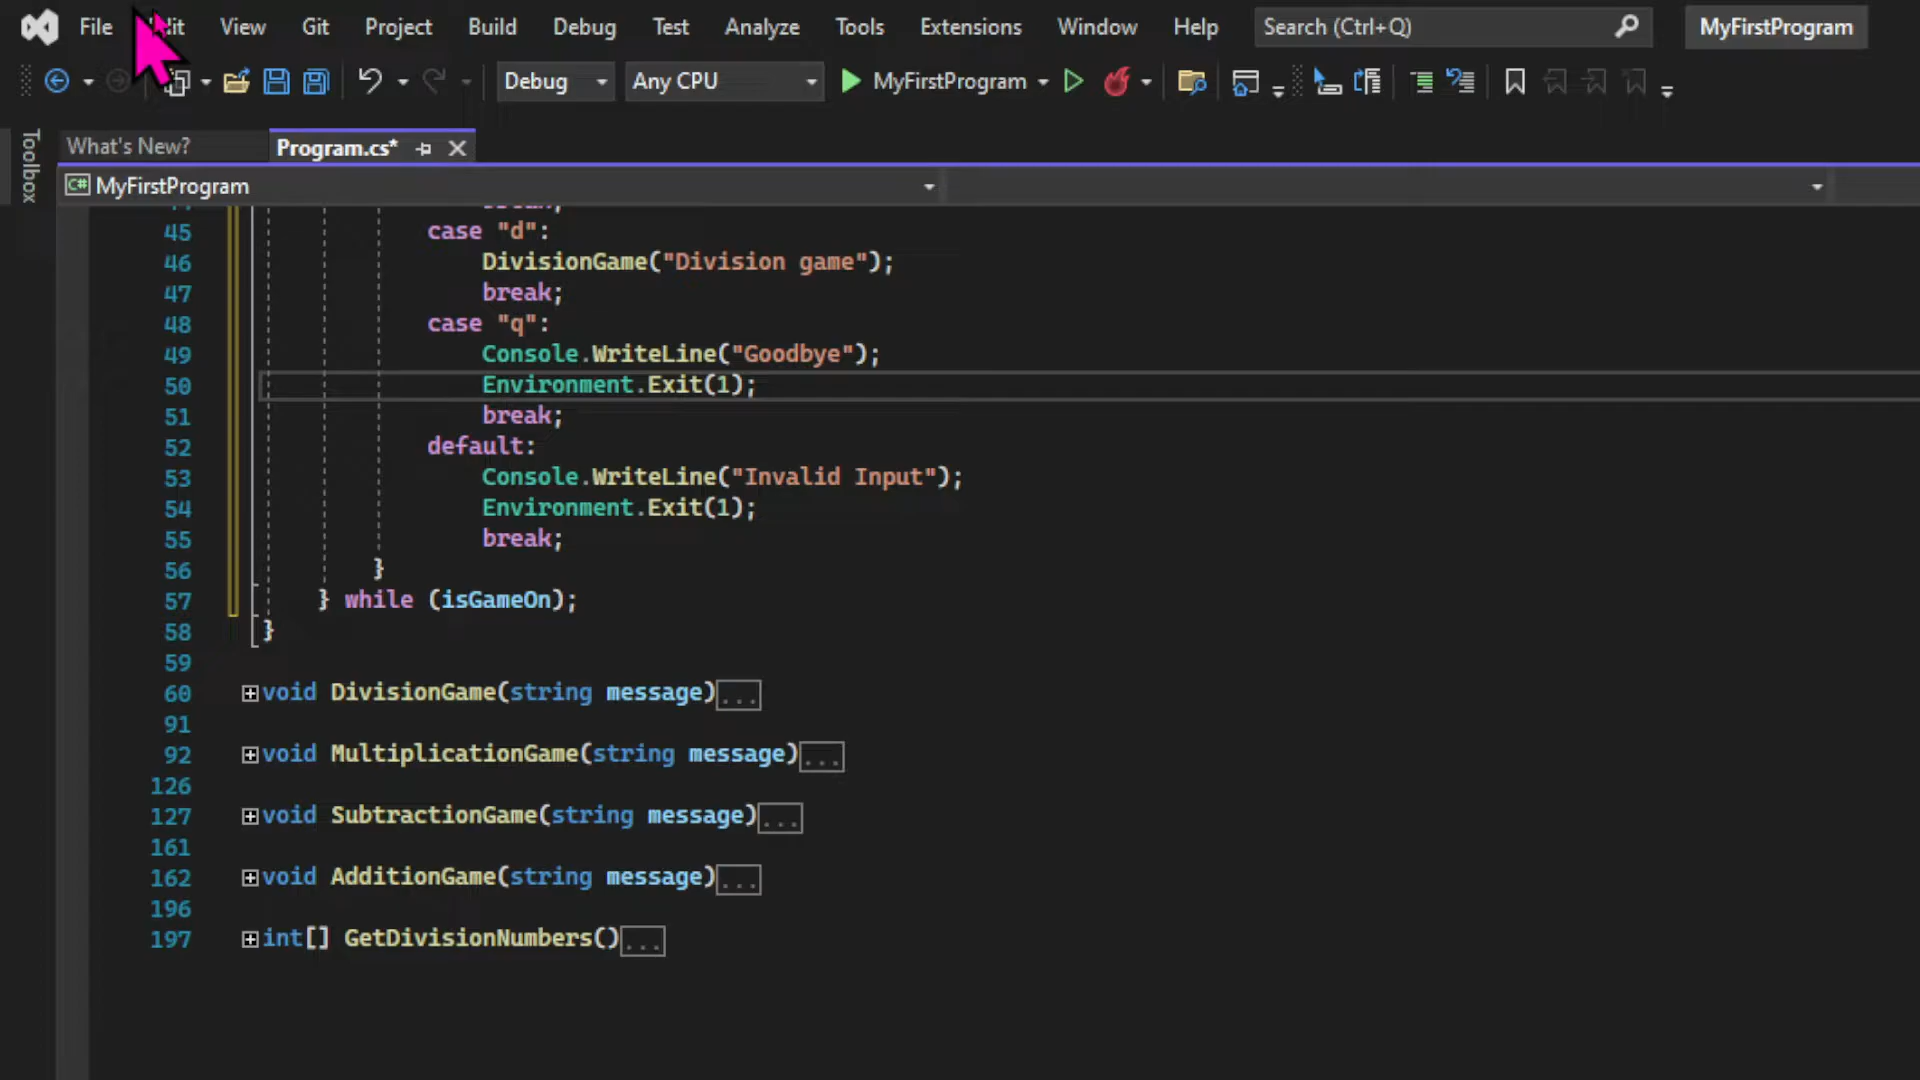 File Edit View Git Project Build Debug Test Analyze Tools Extensions Window Help Search (Ctrl+Q) MyFirstProgram
Debug Any CPU MyFirstProgram
Toolbox
What's New? Program.cs*
C# MyFirstProgram
45 case "d":
46 DivisionGame("Division game");
47 break;
48 case "q":
49 Console.WriteLine("Goodbye");
50 Environment.Exit(1);
51 break;
52 default:
53 Console.WriteLine("Invalid Input");
54 Environment.Exit(1);
55 break;
56 }
57 } while (isGameOn);
58 }
59
60 void DivisionGame(string message)...
91
92 void MultiplicationGame(string message)...
126
127 void SubtractionGame(string message)...
161
162 void AdditionGame(string message)...
196
197 int[] GetDivisionNumbers()...